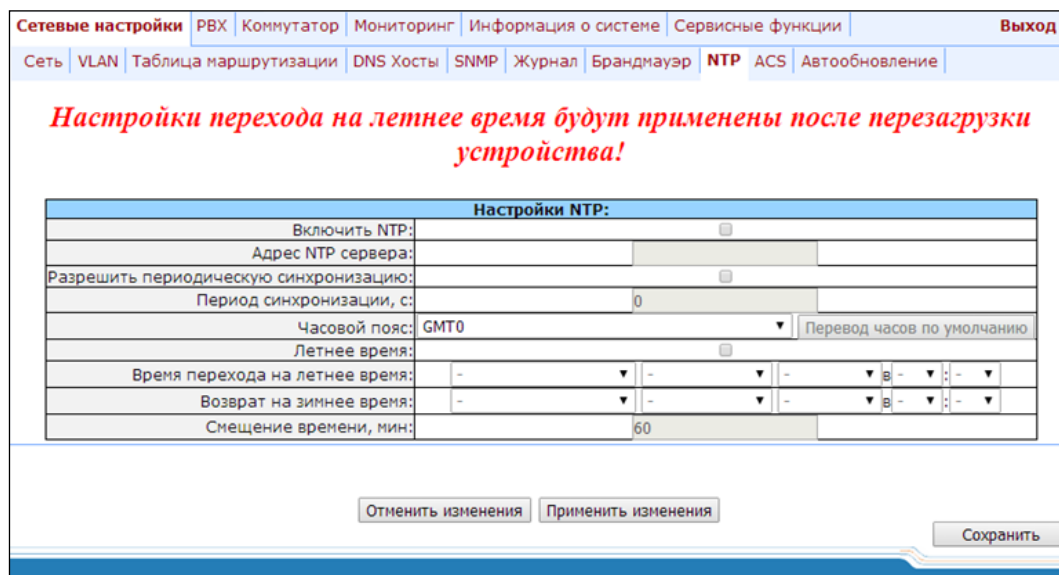 Сетевые настройки PBX Коммутатор Мониторинг Информация о системе Сервисные функции Выход
Сеть VLAN Таблица маршрутизации DNS Хосты SNMP Журнал Брандмауэр NTP ACS Автообновление
Настройки перехода на летнее время будут применены после перезагрузки
устройства!
Настройки NTP:
Включить NTP:
Адрес NTP сервера:
Разрешить периодическую синхронизацию:
Период синхронизации, с: 0
Часовой пояс: GMT0 Перевод часов по умолчанию
Летнее время:
Время перехода на летнее время: - - - в - : -
Возврат на зимнее время: - - - в - : -
Смещение времени, мин: 60
Отменить изменения Применить изменения
Сохранить